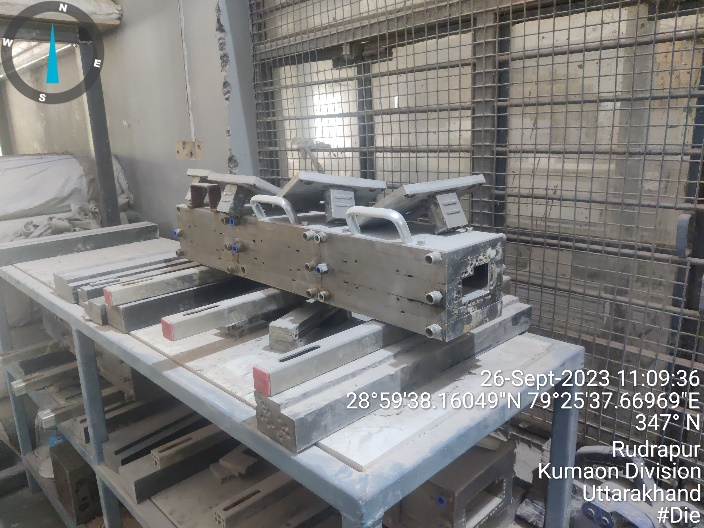 N
W
E
S
26-Sept-2023 11:09:36
28°59'38.16049"N 79°25'37.66969"E
347° N
Rudrapur
Kumaon Division
Uttarakhand
#Die